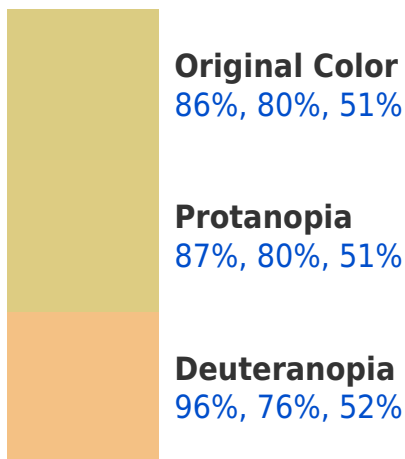 Original Color
86%, 80%, 51%
Protanopia
87%, 80%, 51%
Deuteranopia
96%, 76%, 52%